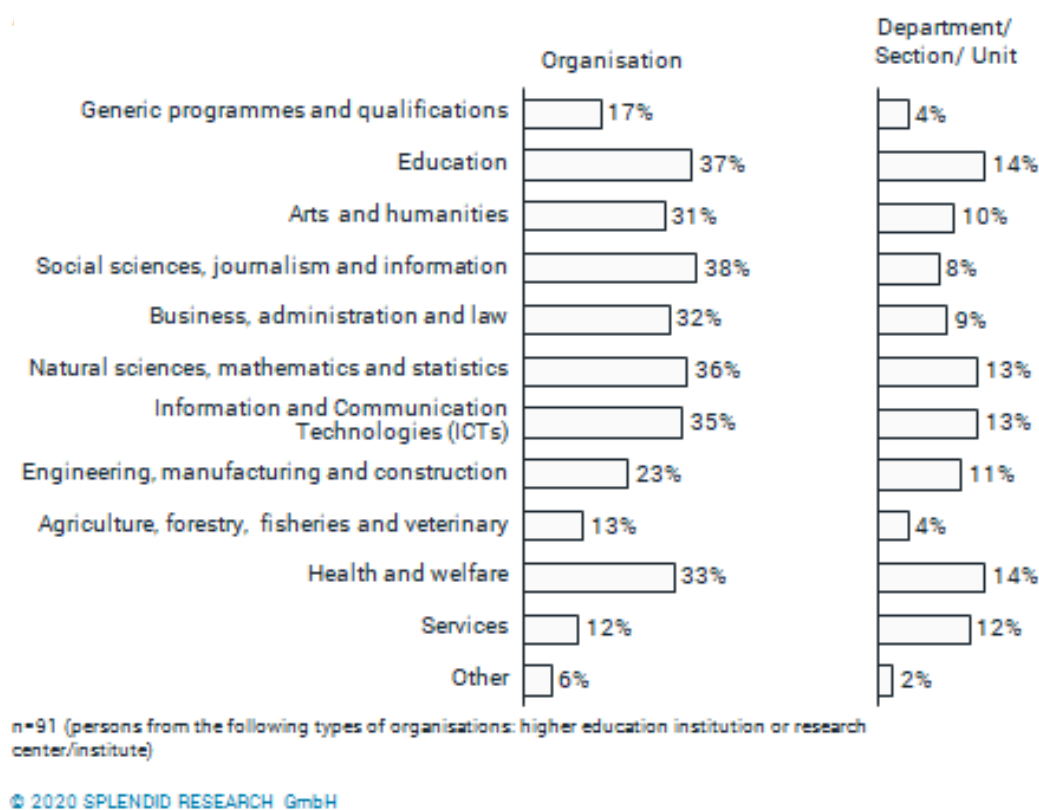 Organisation
Department/
Section/ Unit
Generic programmes and qualifications 17% 4%
Education 37% 14%
Arts and humanities 31% 10%
Social sciences, journalism and information 38% 8%
Business, administration and law 32% 9%
Natural sciences, mathematics and statistics 36% 13%
Information and Communication
Technologies (ICTs) 35% 13%
Engineering, manufacturing and construction 23% 11%
Agriculture, forestry, fisheries and veterinary 13% 4%
Health and welfare 33% 14%
Services 12% 12%
Other 6% 2%
n=91 (persons from the following types of organisations: higher education institution or research
center/institute)
© 2020 SPLENDID RESEARCH GmbH